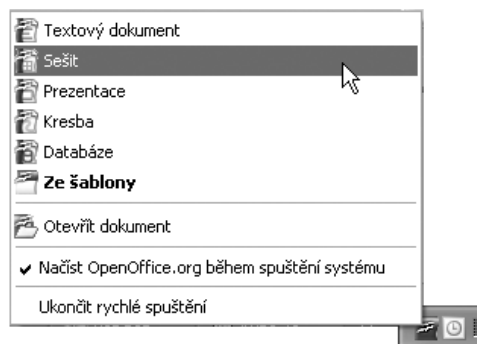 Textový dokument
Sešit
Prezentace
Kresba
Databáze
Ze šablony
Otevřít dokument
Načíst OpenOffice.org během spuštění systému
Ukončit rychlé spuštění